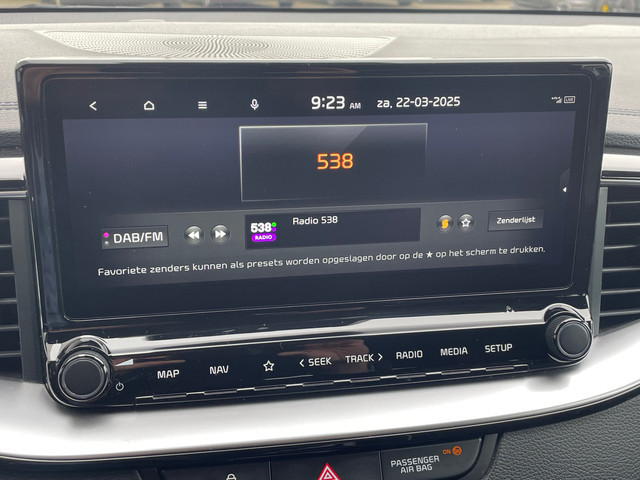 9:23 AM za, 22-03-2025 LIVE
538
DAB/FM
538
RADIO
Radio 538
Zenderlijst
Favoriete zenders kunnen als presets worden opgeslagen door op de ★ op het scherm te drukken.
MAP NAV ☆ < SEEK TRACK > RADIO MEDIA SETUP
PASSENGER
AIR BAG
ON